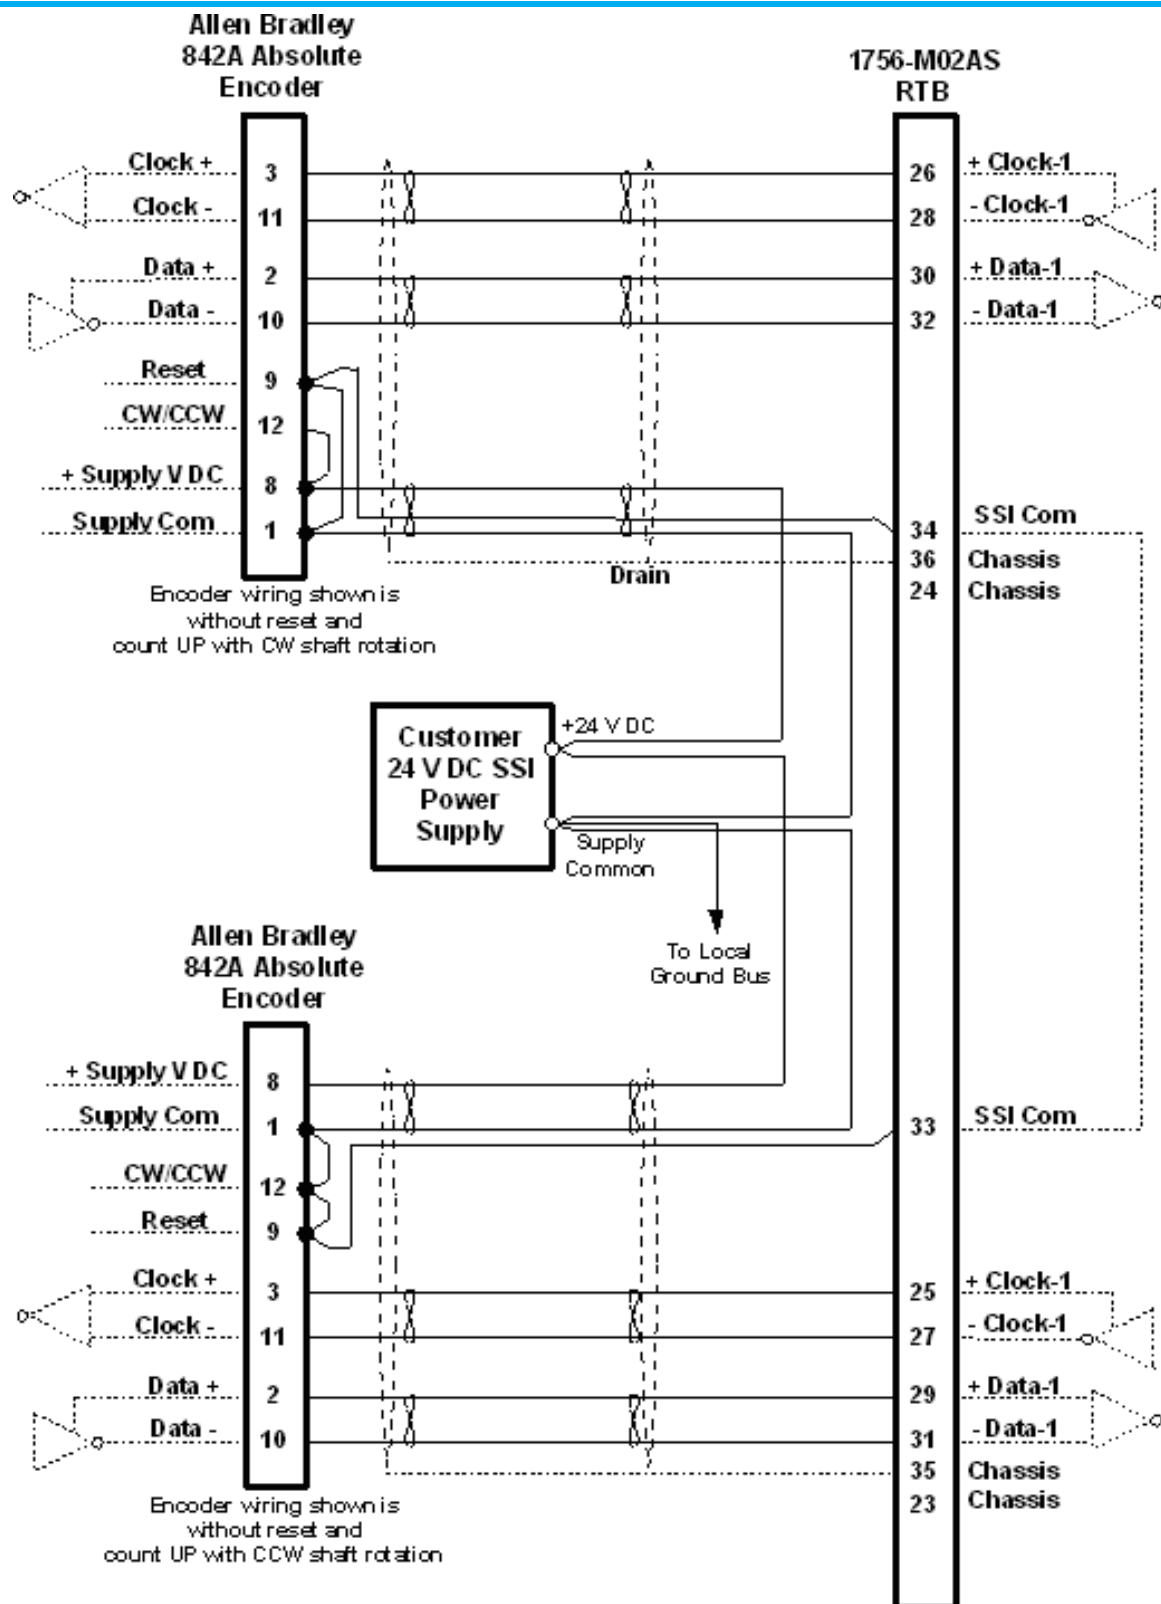 Allen Bradley
842A Absolute
Encoder
1756-M02AS
RTB
Clock + 3 26 + Clock-1
Clock - 11 28 - Clock-1
Data + 2 30 + Data-1
Data - 10 32 - Data-1
Reset 9
CW/CCW 12
+ Supply V DC 8
Supply Com 1 34 SSI Com
36 Chassis
Drain
24 Chassis
Encoder wiring shown is
without reset and
count UP with CW shaft rotation
Customer
24 V DC SSI
Power
Supply
+24 V DC
Supply
Common
To Local
Ground Bus
Allen Bradley
842A Absolute
Encoder
+ Supply V DC 8
Supply Com 1 33 SSI Com
CW/CCW 12
Reset 9
Clock + 3 25 + Clock-1
Clock - 11 27 - Clock-1
Data + 2 29 + Data-1
Data - 10 31 - Data-1
35 Chassis
23 Chassis
Encoder wiring shown is
without reset and
count UP with CCW shaft rotation